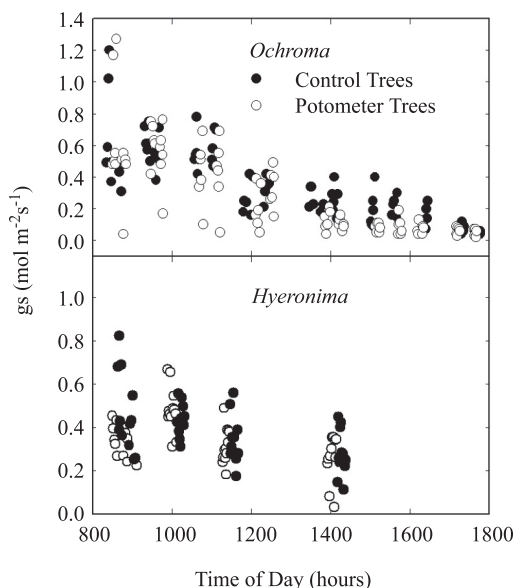 1.4
Ochroma
1.2
Control Trees
1.0
Potometer Trees
0.8
0.6
0.4
0.2
0.0
gs (mol m-2s-1)
Hyeronima
1.0
0.8
0.6
0.4
0.2
0.0
800 1000 1200 1400 1600 1800
Time of Day (hours)